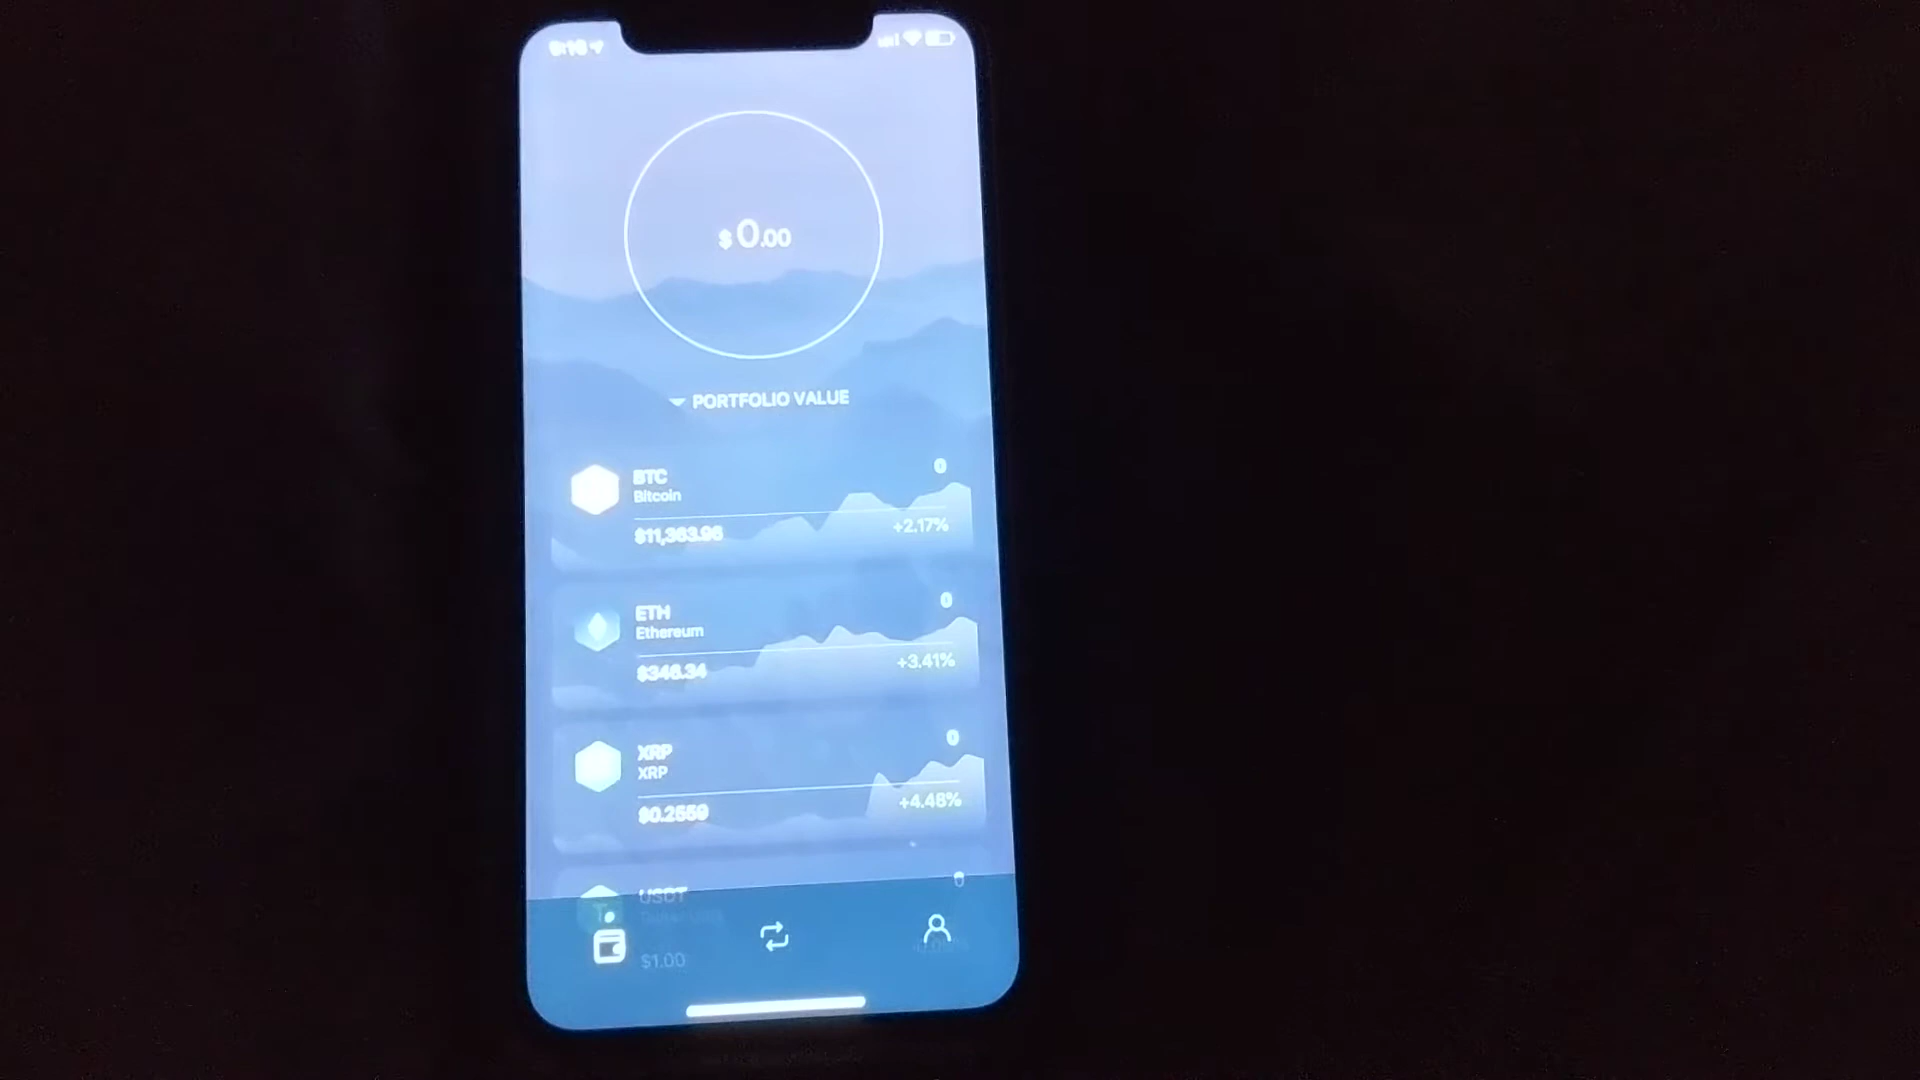 $0.00
PORTFOLIO VALUE
BTC
0
Bitcoin
$11,363.96
+2.17%
ETH
0
Ethereum
$346.34
+3.41%
XRP
0
XRP
$0.2559
+4.48%
USDT
0
$1.00